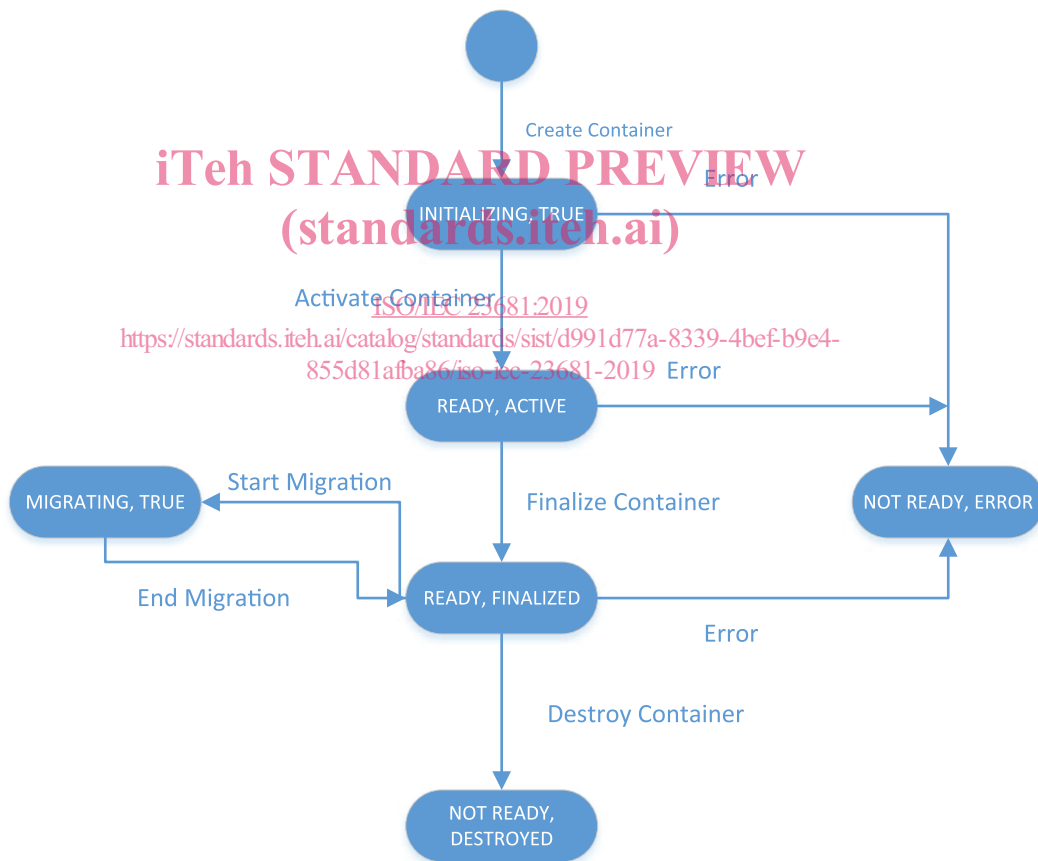 Create Container
iTeh STANDARD PREVIEW
Error
INITIALIZING, TRUE
(standards.iteh.ai)
Activate Container
ISO/IEC 23681:2019
https://standards.iteh.ai/catalog/standards/sist/d991d77a-8339-4bef-b9e4-
855d81afba86/iso-iec-23681-2019
Error
READY, ACTIVE
Start Migration
MIGRATING, TRUE
Finalize Container
NOT READY, ERROR
End Migration
READY, FINALIZED
Error
Destroy Container
NOT READY,
DESTROYED